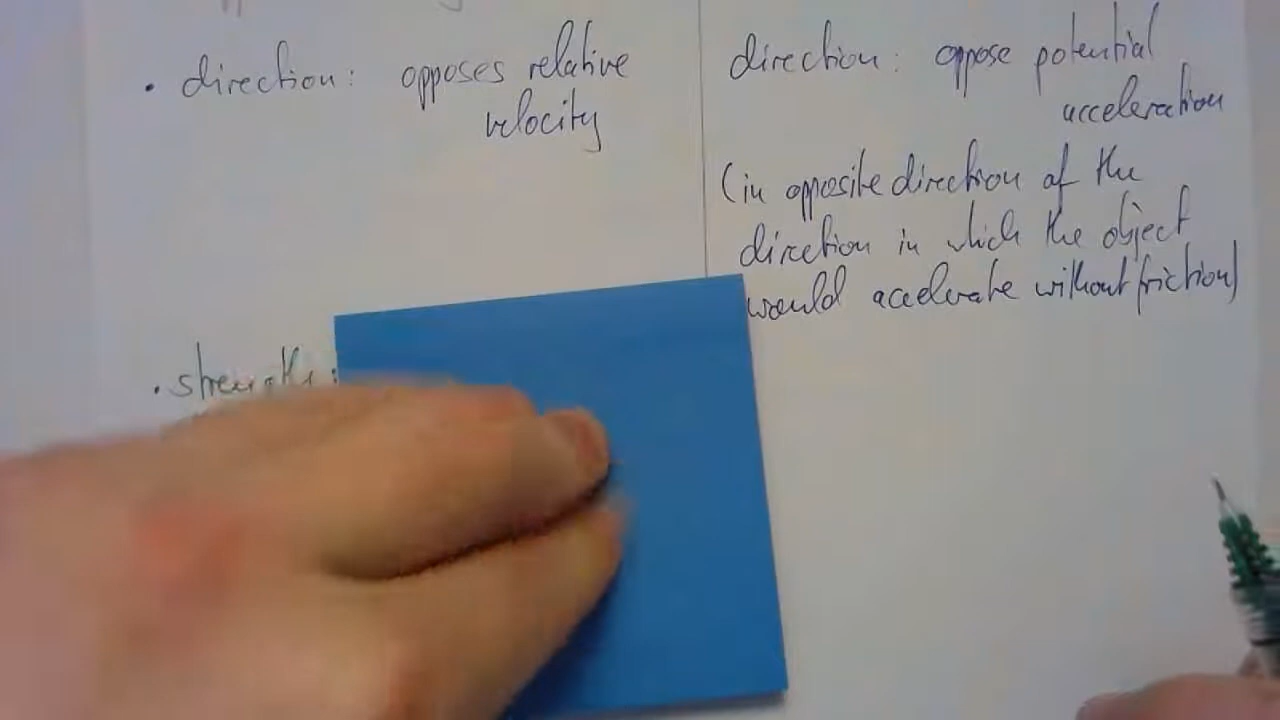 • direction: opposes relative
velocity
• strength:
direction: oppose potential
acceleration
(in opposite direction of the
direction in which the object
would accelerate without friction)